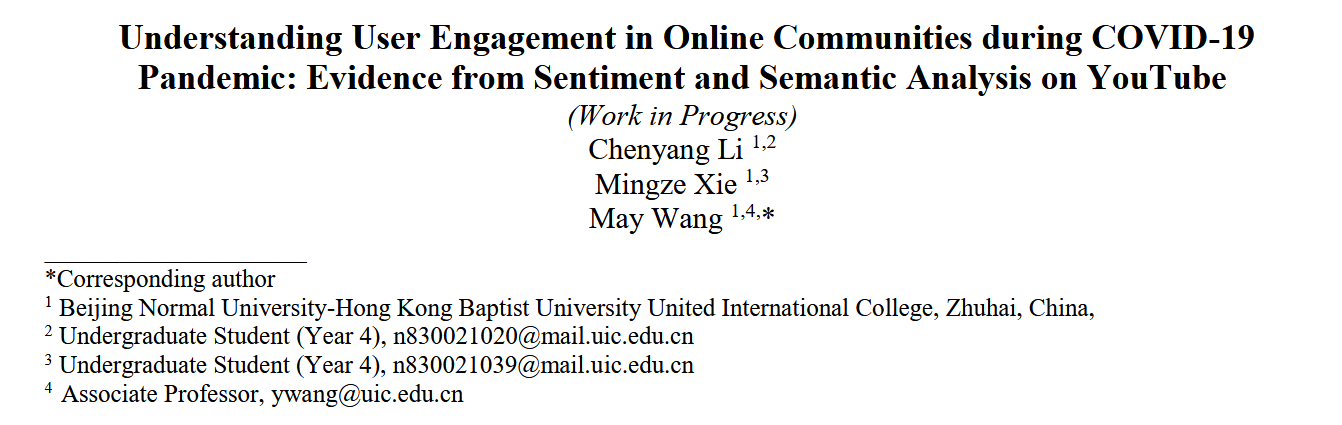 Understanding User Engagement in Online Communities during COVID-19
Pandemic: Evidence from Sentiment and Semantic Analysis on YouTube
(Work in Progress)
Chenyang Li 1,2
Mingze Xie 1,3
May Wang 1,4,*
*Corresponding author
1 Beijing Normal University-Hong Kong Baptist University United International College, Zhuhai, China,
2 Undergraduate Student (Year 4), n830021020@mail.uic.edu.cn
3 Undergraduate Student (Year 4), n830021039@mail.uic.edu.cn
4 Associate Professor, ywang@uic.edu.cn